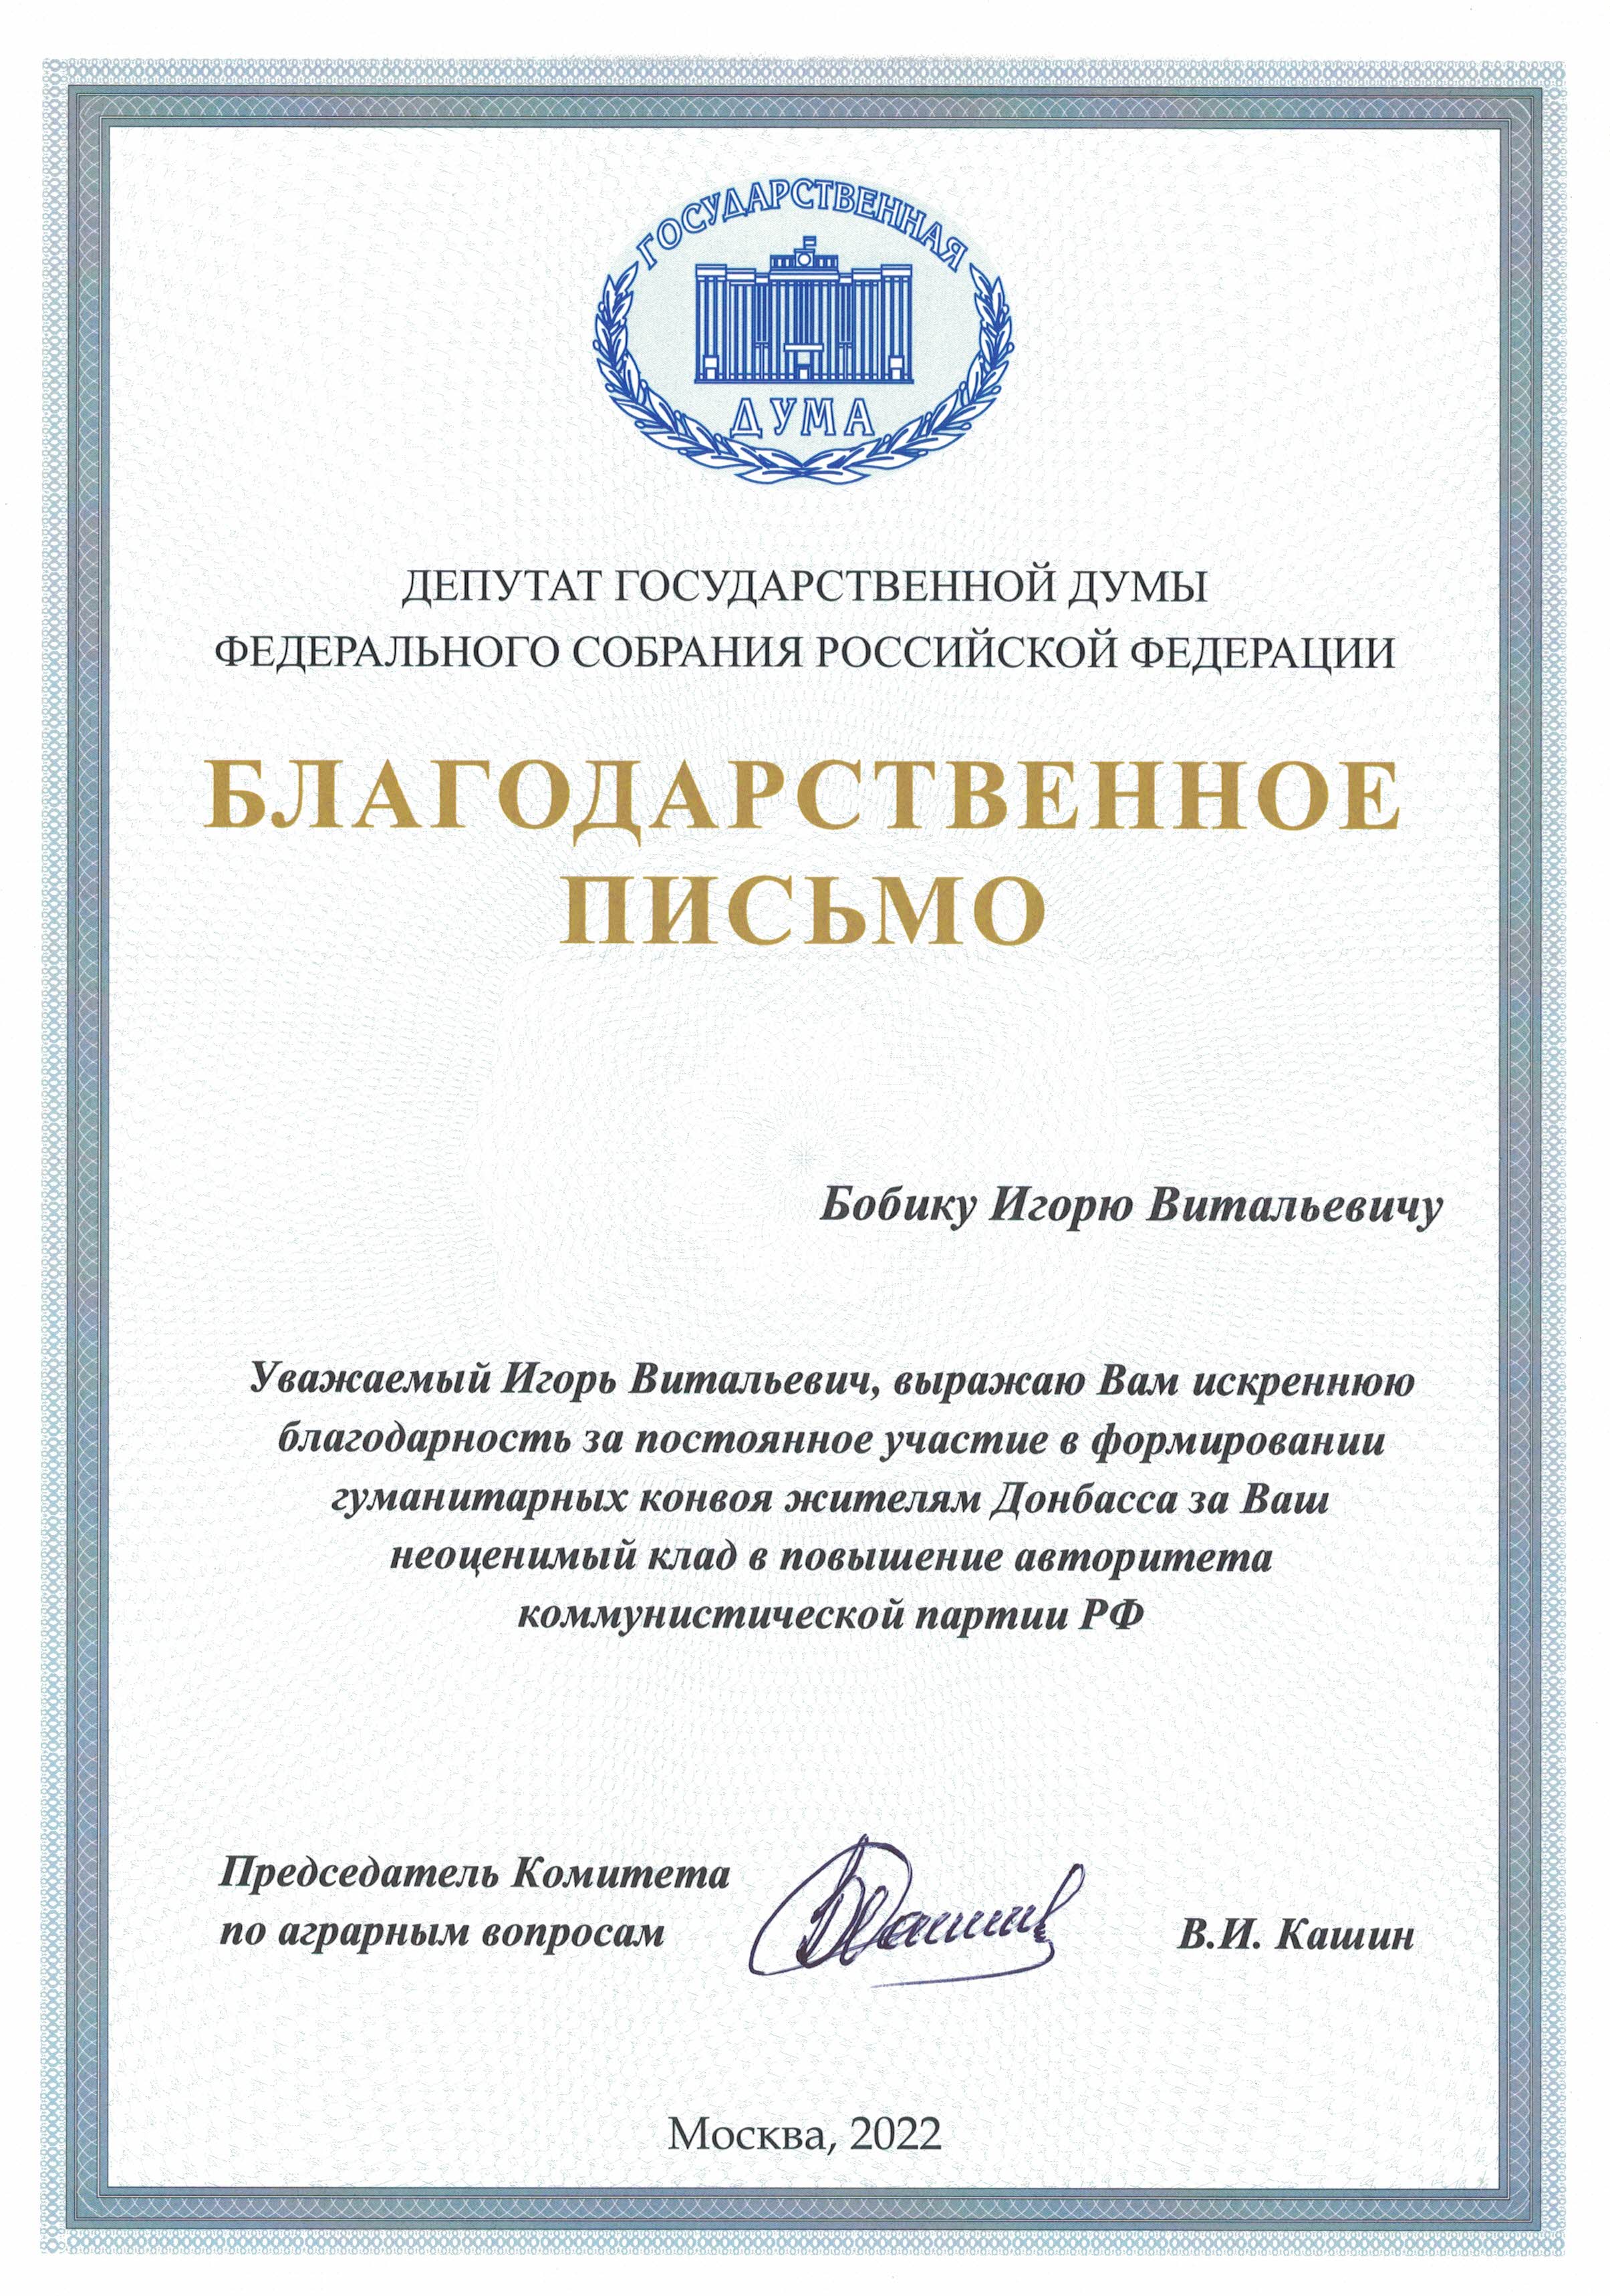 ГОСУДАРСТВЕННАЯ
ДУМА
ДЕПУТАТ ГОСУДАРСТВЕННОЙ ДУМЫ
ФЕДЕРАЛЬНОГО СОБРАНИЯ РОССИЙСКОЙ ФЕДЕРАЦИИ
БЛАГОДАРСТВЕННОЕ
ПИСЬМО
Бобику Игорю Витальевичу
Уважаемый Игорь Витальевич, выражаю Вам искреннюю
благодарность за постоянное участие в формировании
гуманитарных конвоя жителям Донбасса за Ваш
неоценимый клад в повышение авторитета
коммунистической партии РФ
Председатель Комитета
по аграрным вопросам
В.И. Кашин
Москва, 2022